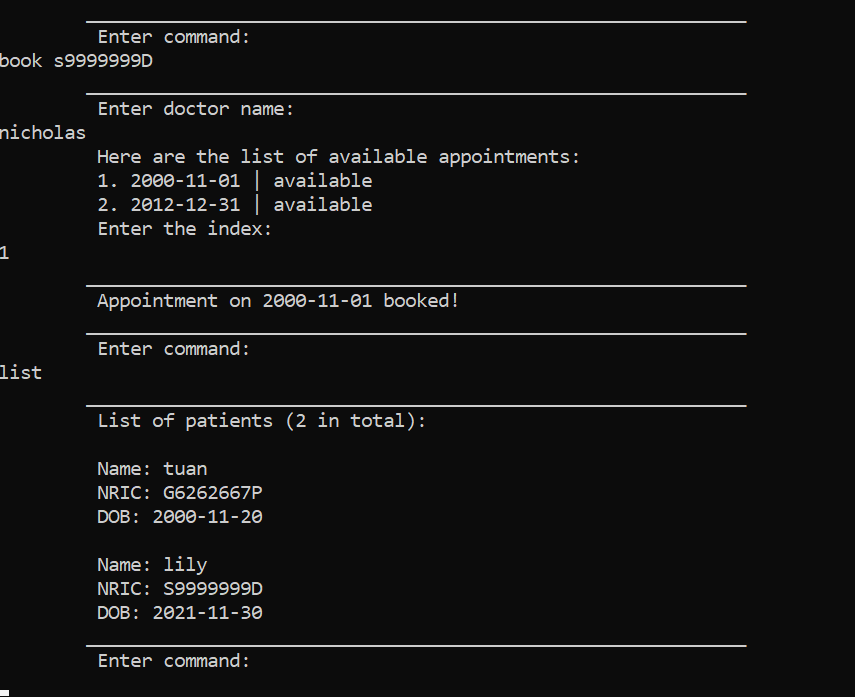 Enter command:
book s9999999D
Enter doctor name:
nicholas
Here are the list of available appointments:
1. 2000-11-01 | available
2. 2012-12-31 | available
Enter the index:
1
Appointment on 2000-11-01 booked!
Enter command:
list
List of patients (2 in total):
Name: tuan
NRIC: G6262667P
DOB: 2000-11-20
Name: lily
NRIC: S9999999D
DOB: 2021-11-30
Enter command: